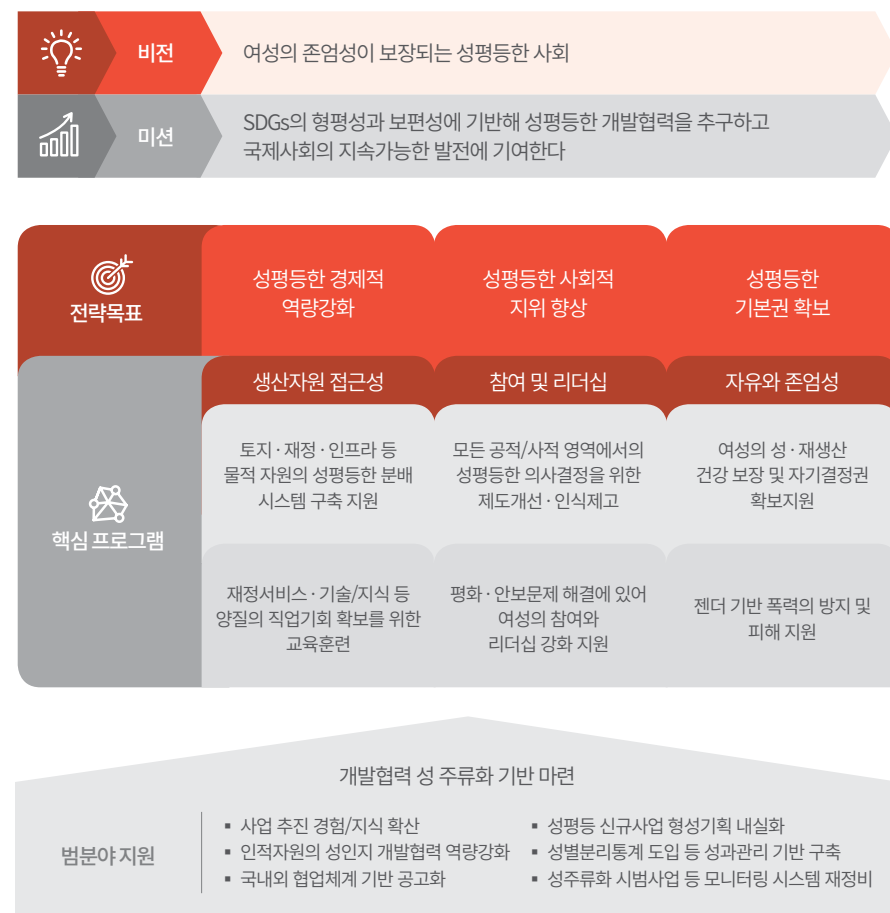 비전
여성의 존엄성이 보장되는 성평등한 사회
미션
SDGs의 형평성과 보편성에 기반해 성평등한 개발협력을 추구하고
국제사회의 지속가능한 발전에 기여한다
전략목표
성평등한 경제적
역량강화
성평등한 사회적
지위 향상
성평등한
기본권 확보
핵심 프로그램
생산자원 접근성
참여 및 리더십
자유와 존엄성
토지 · 재정 · 인프라 등
물적 자원의 성평등한 분배
시스템 구축 지원
모든 공적/사적 영역에서의
성평등한 의사결정을 위한
제도개선 · 인식제고
여성의 성 · 재생산
건강 보장 및 자기결정권
확보지원
재정서비스 · 기술/지식 등
양질의 직업기회 확보를 위한
교육훈련
평화 · 안보문제 해결에 있어
여성의 참여와
리더십 강화 지원
젠더 기반 폭력의 방지 및
피해 지원
개발협력 성 주류화 기반 마련
범분야 지원
▪ 사업 추진 경험/지식 확산
▪ 인적자원의 성인지 개발협력 역량강화
▪ 국내외 협업체계 기반 공고화
▪ 성평등 신규사업 형성기획 내실화
▪ 성별분리통계 도입 등 성과관리 기반 구축
▪ 성주류화 시범사업 등 모니터링 시스템 재정비